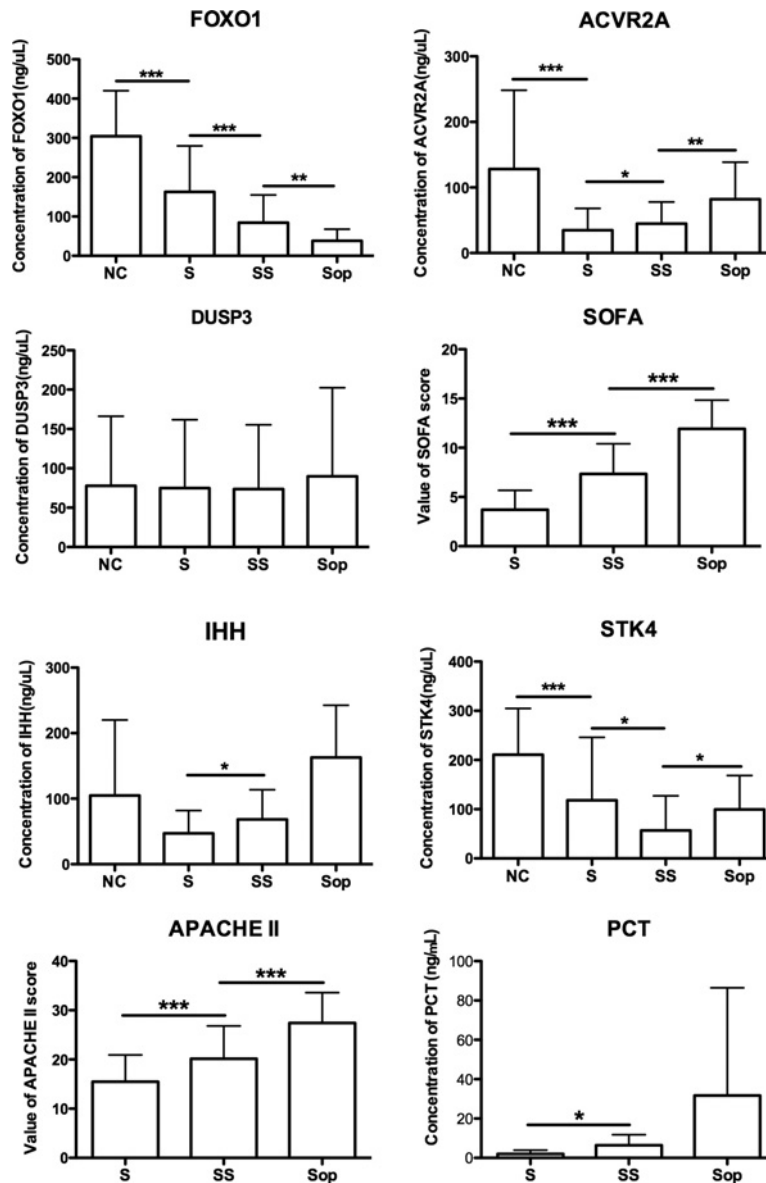 FOXO1
Concentration of FOXO1(ng/uL)
500
400
300
200
100
0
***
***
**
NC S SS Sop
ACVR2A
Concentration of ACVR2A(ng/uL)
300
200
100
0
***
*
**
NC S SS Sop
DUSP3
Concentration of DUSP3(ng/uL)
250
200
150
100
50
0
NC S SS Sop
SOFA
Value of SOFA score
20
15
10
5
0
***
***
S SS Sop
IHH
Concentration of IHH(ng/uL)
300
200
100
0
*
NC S SS Sop
STK4
Concentration of STK4(ng/uL)
400
300
200
100
0
***
*
*
NC S SS Sop
APACHE II
Value of APACHE II score
40
30
20
10
0
***
***
S SS Sop
PCT
Concentration of PCT (ng/mL)
100
80
60
40
20
0
*
S SS Sop